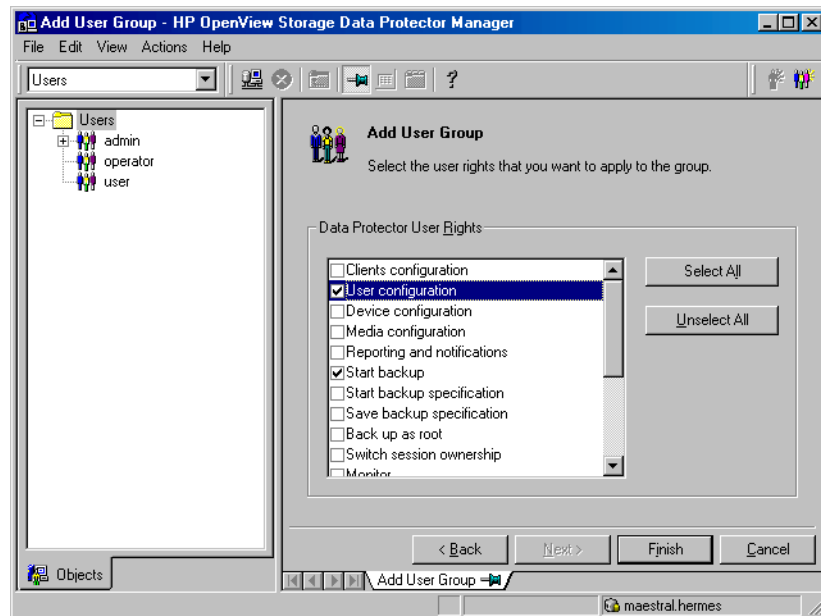 Add User Group - HP OpenView Storage Data Protector Manager
File Edit View Actions Help
Users
?
Users
admin
operator
user
Add User Group
Select the user rights that you want to apply to the group.
Data Protector User Rights
Clients configuration
User configuration
Device configuration
Media configuration
Reporting and notifications
Start backup
Start backup specification
Save backup specification
Back up as root
Switch session ownership
Monitor
Select All
Unselect All
< Back
Next >
Finish
Cancel
Objects
Add User Group
maestral.hermes